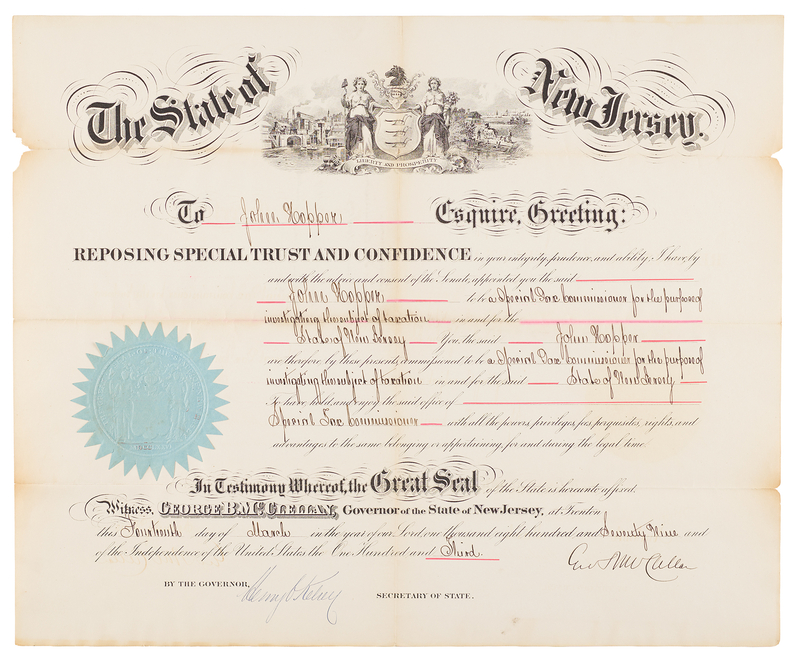 The State of New Jersey.
LIBERTY AND PROSPERITY
To John Hopper Esquire, Greeting:
REPOSING SPECIAL TRUST AND CONFIDENCE in your integrity, prudence, and ability, I have, by
and with the advice and consent of the Senate, appointed you the said
John Hopper to be a Special Tax Commissioner for the purpose of
investigating the subject of taxation in and for the
State of New Jersey You, the said John Hopper
are therefore by these presents commissioned to be a Special Tax Commissioner for the purpose of
investigating the subject of taxation in and for the said State of New Jersey
To have, hold, and enjoy the said office of
Special Tax Commissioner with all the powers, privileges, fees, perquisites, rights, and
advantages to the same belonging or appertaining, for and during the legal time.
In Testimony Whereof, the Great Seal of the State is hereunto affixed.
Witness, GEORGE B. Mc CLELLAN, Governor of the State of New Jersey, at Trenton
this Fourteenth day of March in the year of our Lord, one thousand eight hundred and Seventy Nine and
of the Independence of the United States the One Hundred and Third.
Geo B McClellan
BY THE GOVERNOR,
Henry C Kelsey
SECRETARY OF STATE.